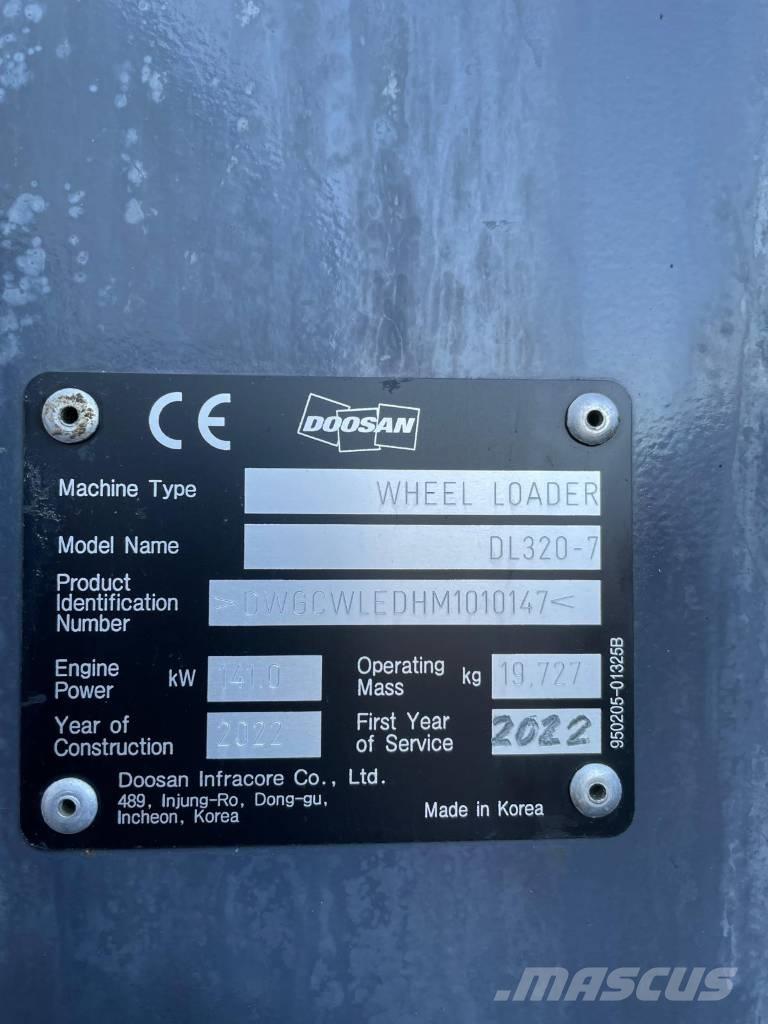 CE DOOSAN
Machine Type WHEEL LOADER
Model Name DL320-7
Product
Identification
Number >DWGCWLEDHM1010147<
Engine
Power kW 141.0 Operating
Mass kg 19,727
Year of
Construction 2022 First Year
of Service 2022
950205-01325B
Doosan Infracore Co., Ltd.
489, Injung-Ro, Dong-gu,
Incheon, Korea
Made in Korea
MASCUS